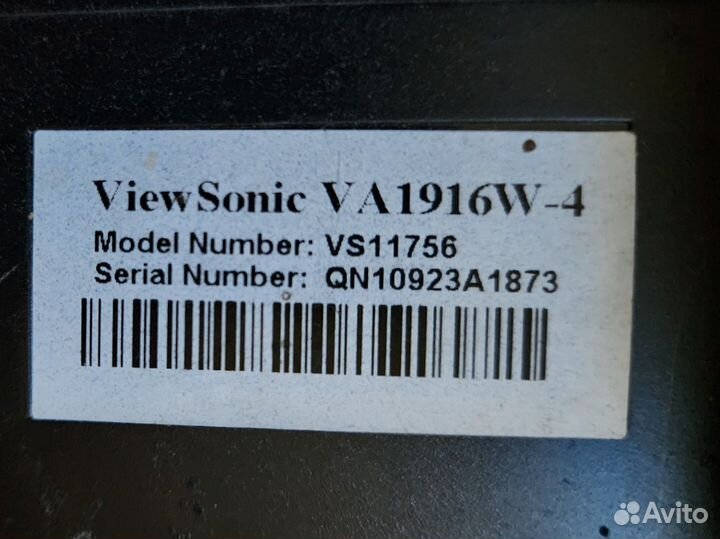 ViewSonic VA1916W-4
Model Number: VS11756
Serial Number: QN10923A1873
Avito